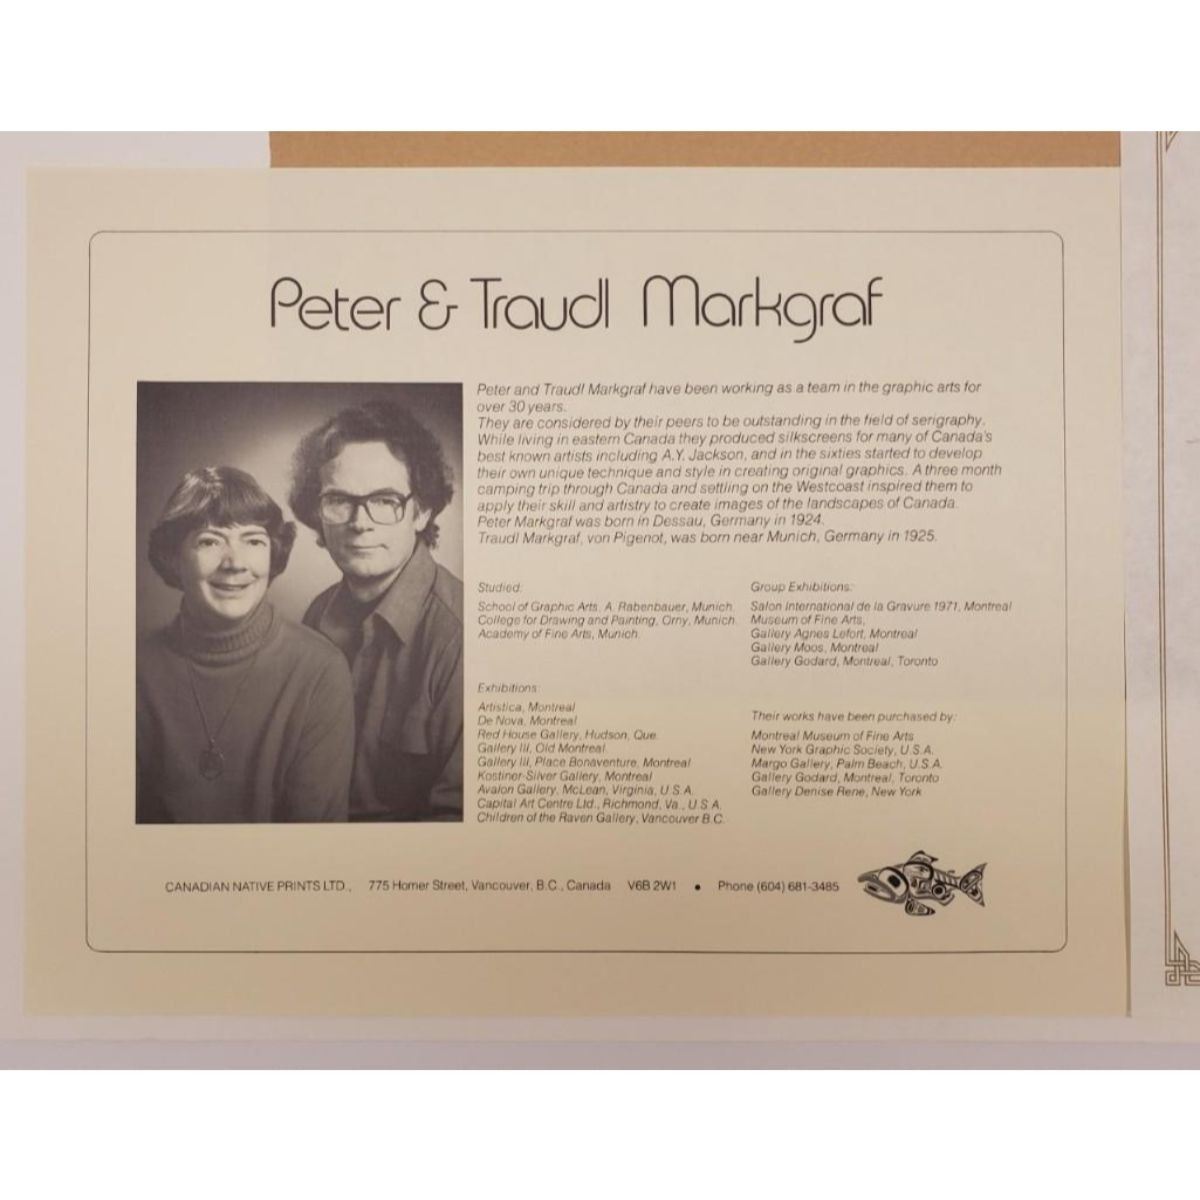 Peter & Traudl Markgraf
Peter and Traudl Markgraf have been working as a team in the graphic arts for
over 30 years.
They are considered by their peers to be outstanding in the field of serigraphy.
While living in eastern Canada they produced silkscreens for many of Canada's
best known artists including A.Y. Jackson, and in the sixties started to develop
their own unique technique and style in creating original graphics. A three month
camping trip through Canada and settling on the Westcoast inspired them to
apply their skill and artistry to create images of the landscapes of Canada.
Peter Markgraf was born in Dessau, Germany in 1924.
Traudl Markgraf, von Pigenot, was born near Munich, Germany in 1925.
Studied:
School of Graphic Arts, A. Rabenbauer, Munich.
College for Drawing and Painting, Orny, Munich.
Academy of Fine Arts, Munich.
Exhibitions:
Artistica, Montreal
De Nova, Montreal
Red House Gallery, Hudson, Que.
Gallery III, Old Montreal
Gallery III, Place Bonaventure, Montreal
Kostiner-Silver Gallery, Montreal
Avalon Gallery, McLean, Virginia, U.S.A.
Capital Art Centre Ltd., Richmond, Va., U.S.A.
Children of the Raven Gallery, Vancouver B.C.
Group Exhibitions:
Salon International de la Gravure 1971, Montreal
Museum of Fine Arts,
Gallery Agnes Lefort, Montreal
Gallery Moos, Montreal
Gallery Godard, Montreal, Toronto
Their works have been purchased by:
Montreal Museum of Fine Arts
New York Graphic Society, U.S.A.
Margo Gallery, Palm Beach, U.S.A.
Gallery Godard, Montreal, Toronto
Gallery Denise Rene, New York
CANADIAN NATIVE PRINTS LTD., 775 Homer Street, Vancouver, B.C., Canada V6B 2W1 • Phone (604) 681-3485